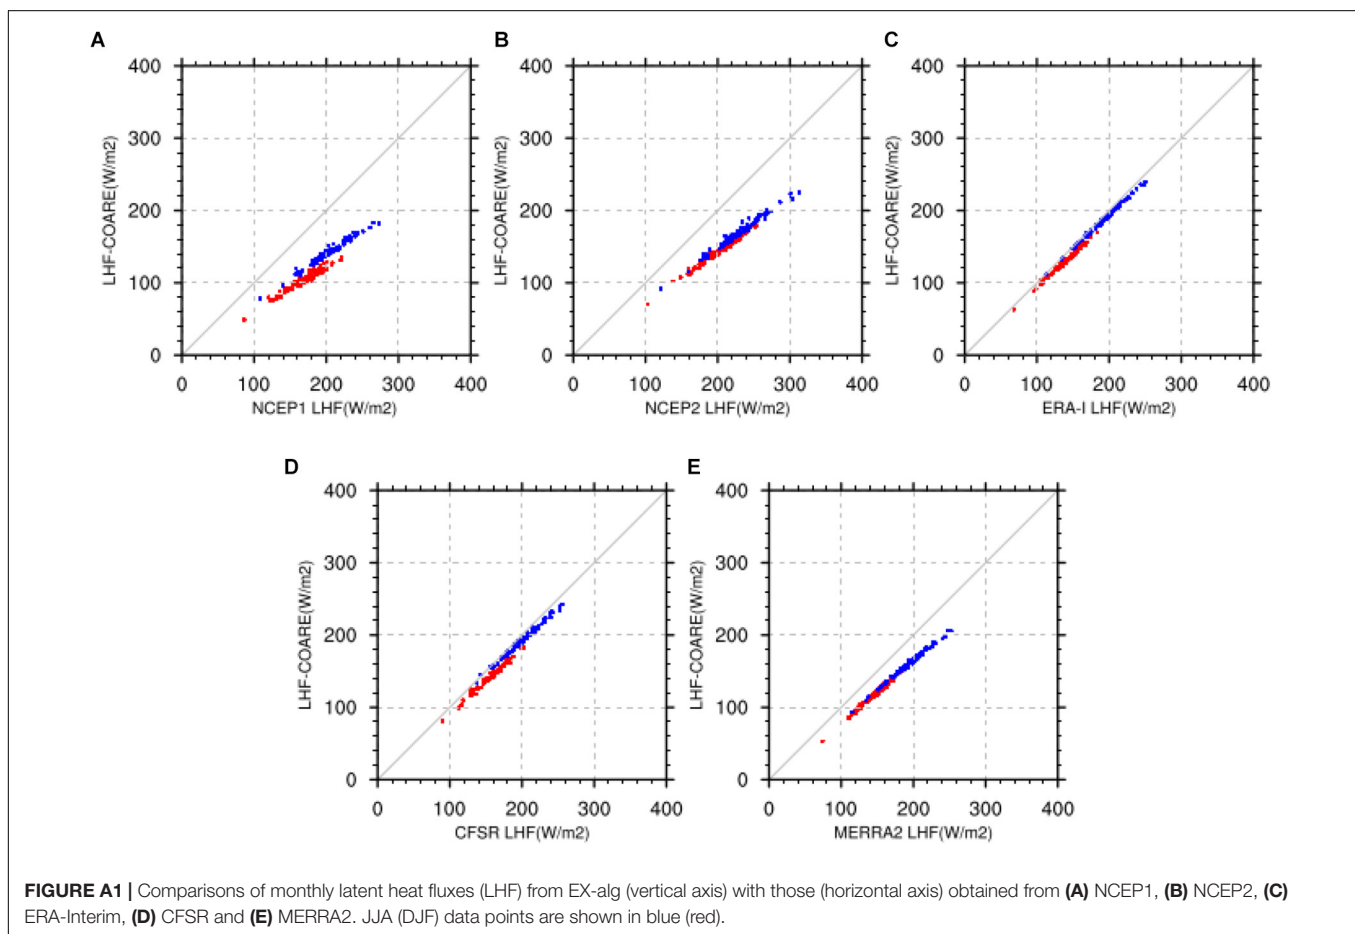 A
B
C
400
300
200
100
0
LHF-COARE(W/m2)
0 100 200 300 400
NCEP1 LHF(W/m2)
400
300
200
100
0
LHF-COARE(W/m2)
0 100 200 300 400
NCEP2 LHF(W/m2)
400
300
200
100
0
LHF-COARE(W/m2)
0 100 200 300 400
ERA-I LHF(W/m2)
D
E
400
300
200
100
0
LHF-COARE(W/m2)
0 100 200 300 400
CFSR LHF(W/m2)
400
300
200
100
0
LHF-COARE(W/m2)
0 100 200 300 400
MERRA2 LHF(W/m2)
FIGURE A1 | Comparisons of monthly latent heat fluxes (LHF) from EX-alg (vertical axis) with those (horizontal axis) obtained from (A) NCEP1, (B) NCEP2, (C)
ERA-Interim, (D) CFSR and (E) MERRA2. JJA (DJF) data points are shown in blue (red).